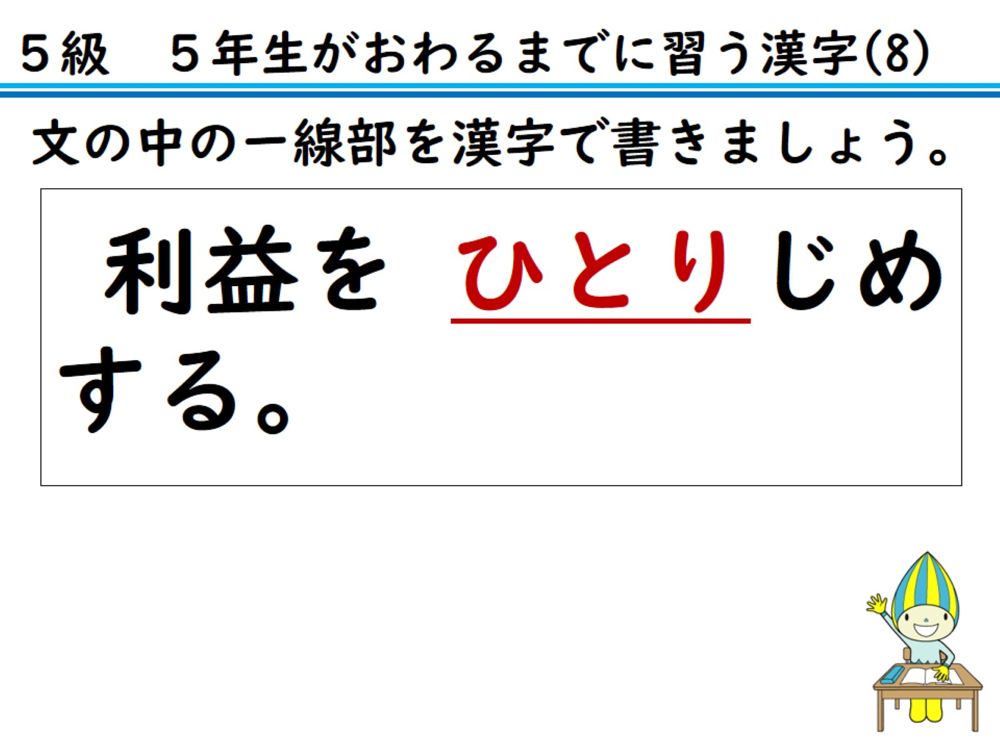 ５級　５年生がおわるまでに習う漢字(8)
文の中の―線部を漢字で書きましょう。
利益を ひとりじめ
する。